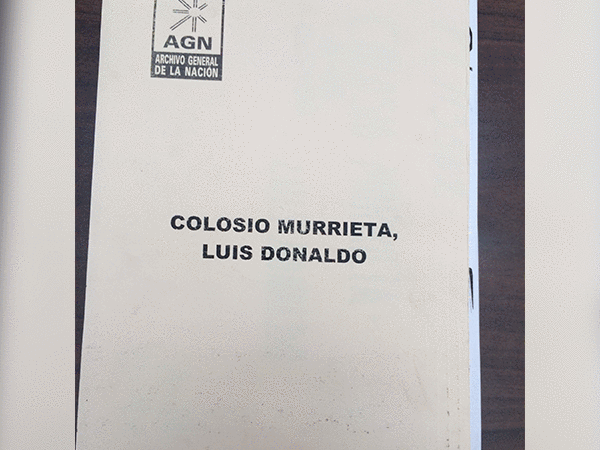 AGN
ARCHIVO GENERAL
DE LA NACIÓN
COLOSIO MURRIETA,
LUIS DONALDO